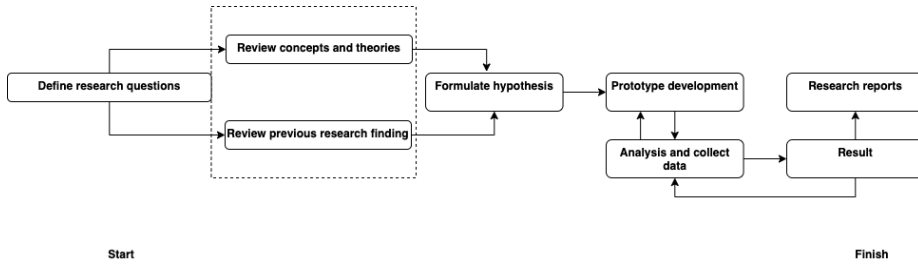 Define research questions
Review concepts and theories
Review previous research finding
Formulate hypothesis
Prototype development
Analysis and collect
data
Research reports
Result
Start
Finish